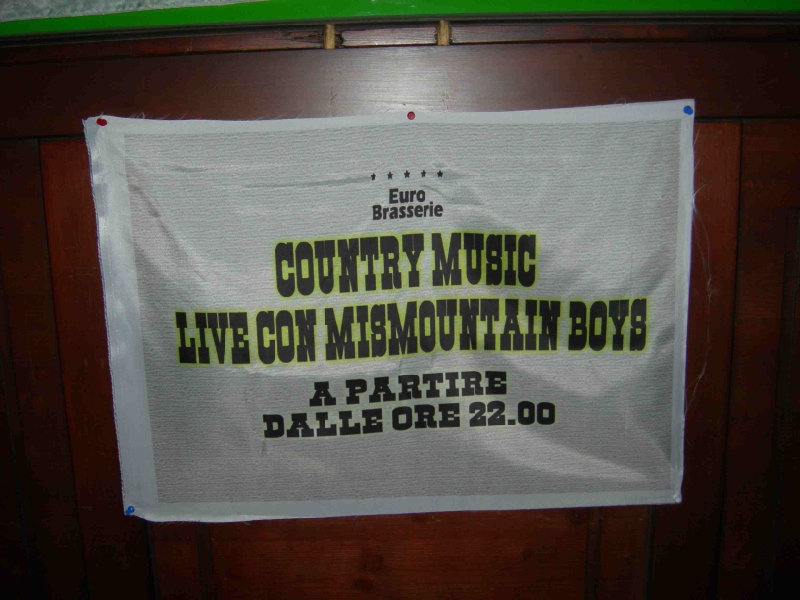 Euro
Brasserie
COUNTRY MUSIC
LIVE CON MISMOUNTAIN BOYS
A PARTIRE
DALLE ORE 22.00